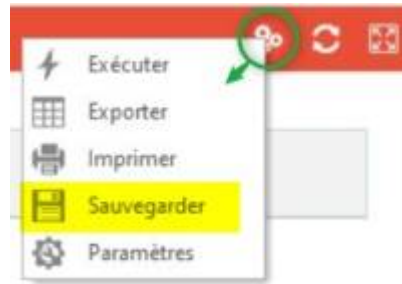 Exécuter
Exporter
Imprimer
Sauvegarder
Paramètres